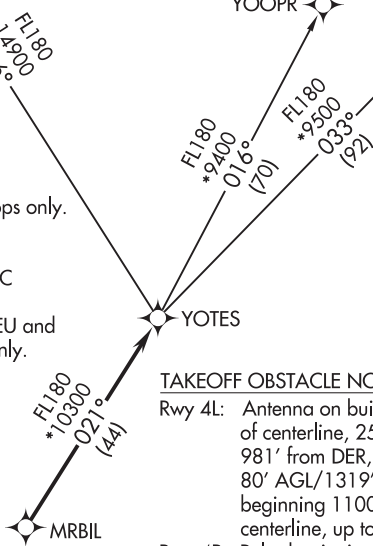 YOOPR
FL180
14900
FL180
*9400
016°
(70)
FL180
*9500
033°
(92)
ops only.
C
EU and
nly.
YOTES
FL180
*10300
021°
(44)
MRBIL
TAKEOFF OBSTACLE NO
Rwy 4L: Antenna on bui
of centerline, 25
981' from DER,
80' AGL/1319'
beginning 1100
centerline, up to